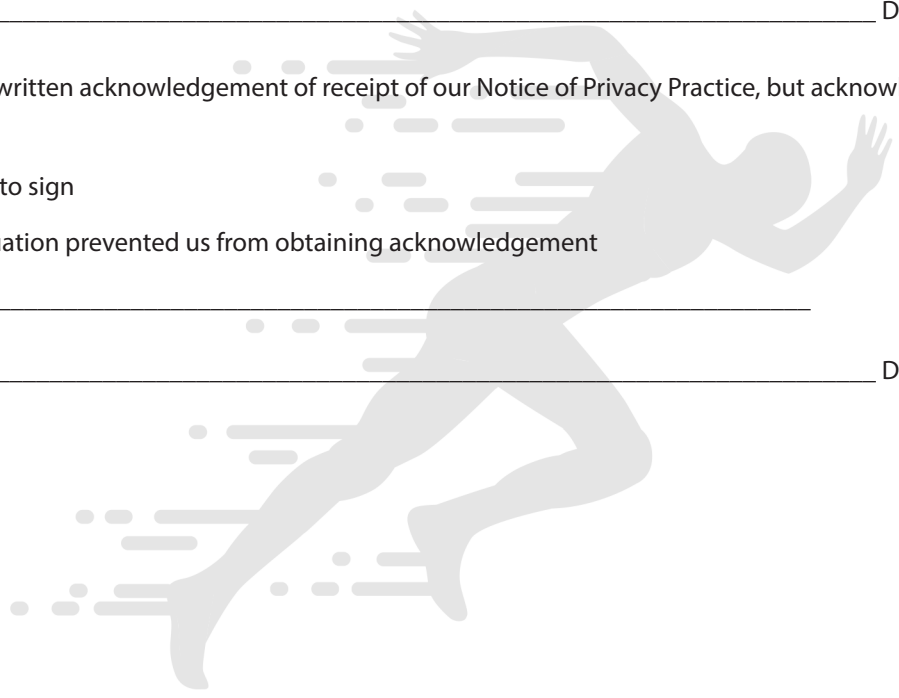 D
written acknowledgement of receipt of our Notice of Privacy Practice, but acknow
to sign
uation prevented us from obtaining acknowledgement
D